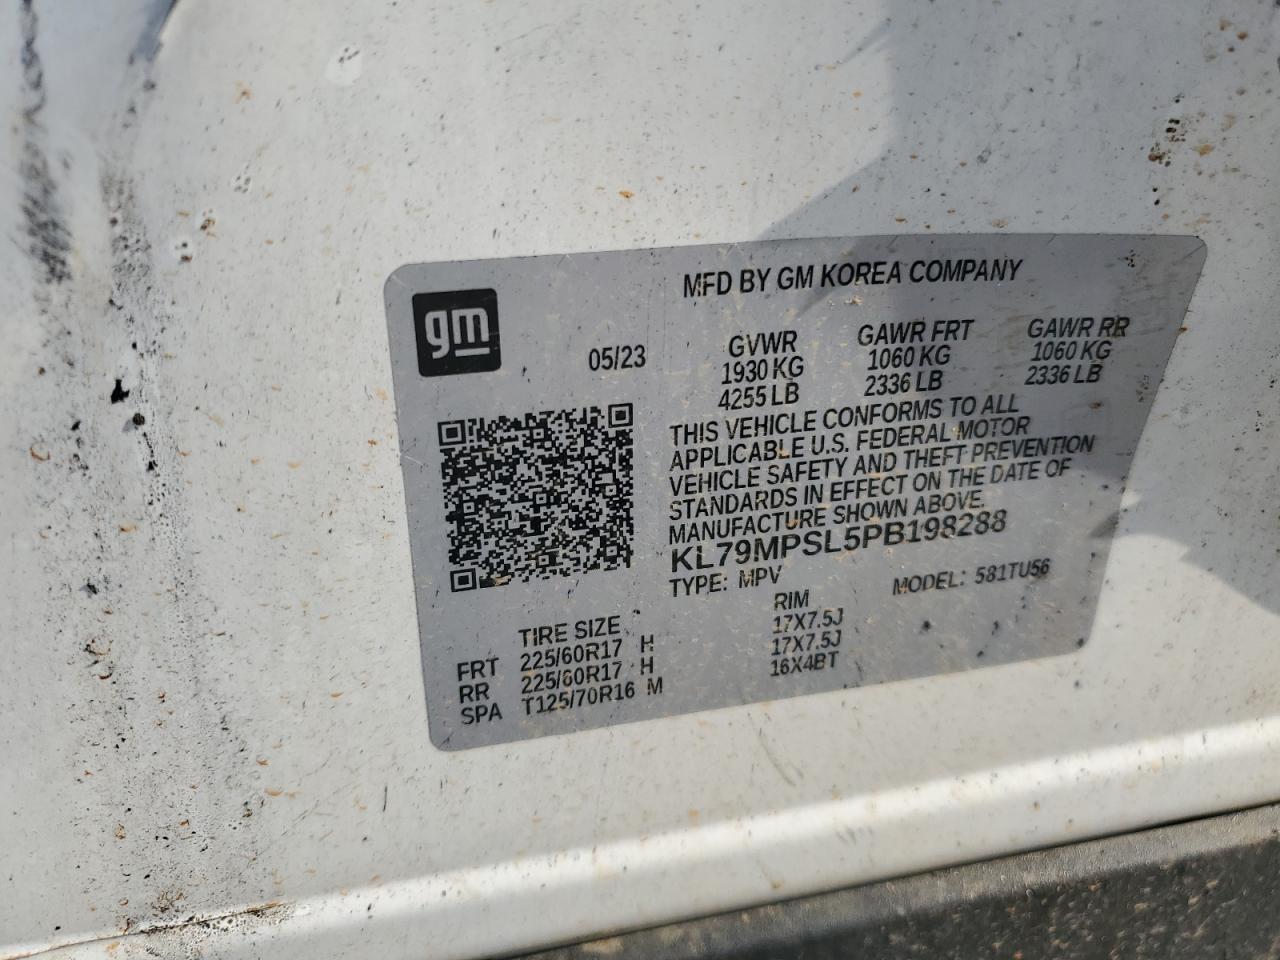 MFD BY GM KOREA COMPANY
gm
05/23
GVWR GAWR FRT GAWR RR
1930 KG 1060 KG 1060 KG
4255 LB 2336 LB 2336 LB
THIS VEHICLE CONFORMS TO ALL
APPLICABLE U.S. FEDERAL MOTOR
VEHICLE SAFETY AND THEFT PREVENTION
STANDARDS IN EFFECT ON THE DATE OF
MANUFACTURE SHOWN ABOVE.
KL79MPSL5PB198288
TYPE: MPV MODEL: 581TU56
TIRE SIZE RIM
FRT 225/60R17 H 17X7.5J
RR 225/60R17 H 17X7.5J
SPA T125/70R16 M 16X4BT